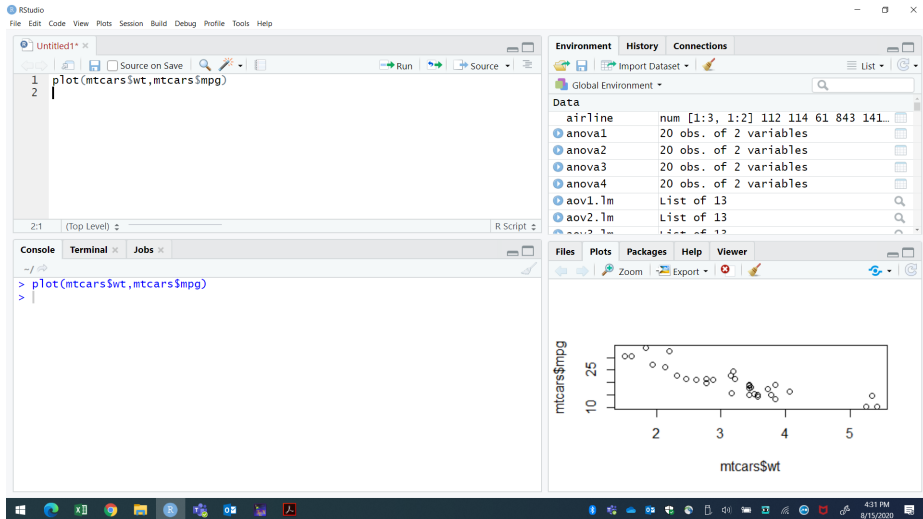 RStudio
File Edit Code View Plots Session Build Debug Profile Tools Help
Untitled1*
Source on Save
Run
Source
1 plot(mtcars$wt,mtcars$mpg)
2
2:1 (Top Level) R Script
Console Terminal Jobs
~/
> plot(mtcars$wt,mtcars$mpg)
>
Environment History Connections
Import Dataset
List
Global Environment
Data
airline num [1:3, 1:2] 112 114 61 843 141…
anova1 20 obs. of 2 variables
anova2 20 obs. of 2 variables
anova3 20 obs. of 2 variables
anova4 20 obs. of 2 variables
aov1.lm List of 13
aov2.lm List of 13
aov3.lm List of 13
Files Plots Packages Help Viewer
Zoom Export
mtcars$mpg
25
10
2 3 4 5
mtcars$wt
4:31 PM
8/15/2020